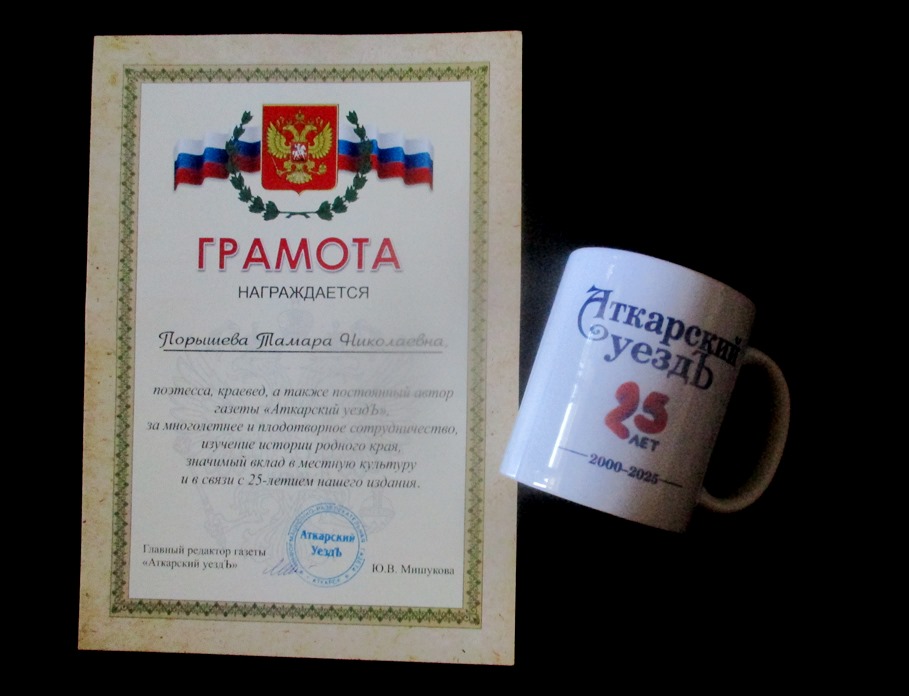 ГРАМОТА
НАГРАЖДАЕТСЯ
Порышева Тамара Николаевна,
поэтесса, краевед, а также постоянный автор
газеты «Аткарский уездЪ»,
за многолетнее и плодотворное сотрудничество,
изучение истории родного края,
значимый вклад в местную культуру
и в связи с 25-летием нашего издания.
Главный редактор газеты
«Аткарский уездЪ»
Ю.В. Мишукова
Аткарский
УездЪ
АТКАРСК
Аткарский
уездЪ
25
ЛЕТ
2000-2025